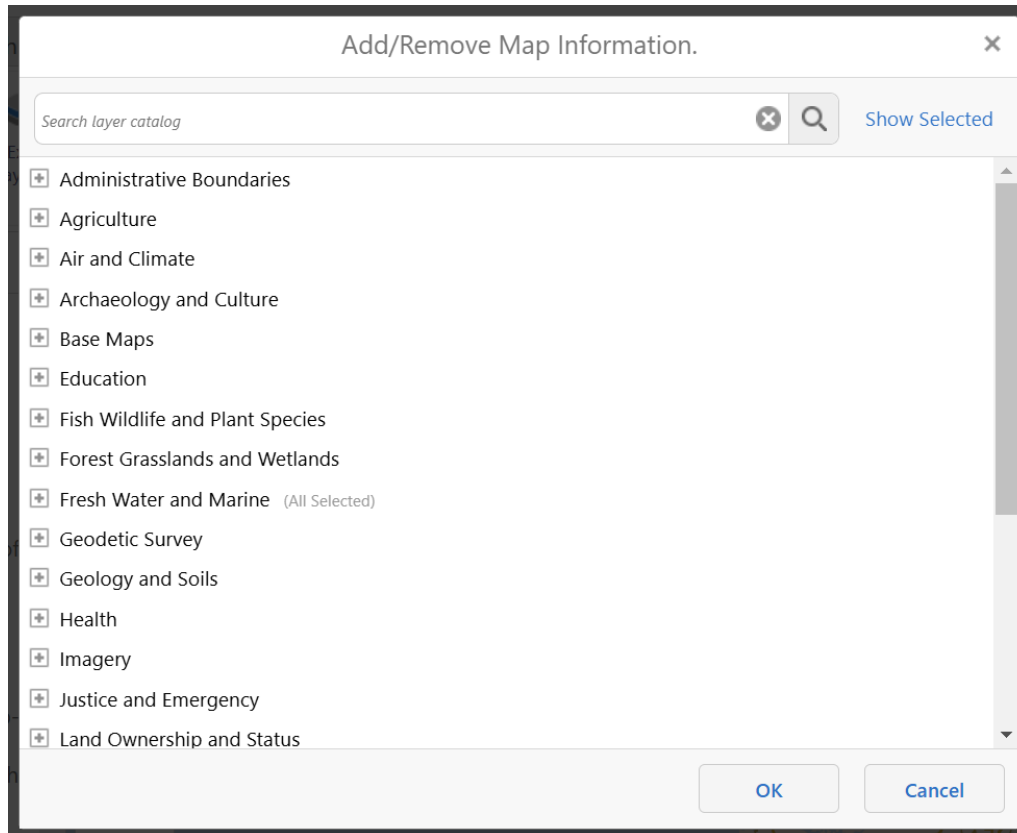 Add/Remove Map Information.
Search layer catalog
Show Selected
Administrative Boundaries
Agriculture
Air and Climate
Archaeology and Culture
Base Maps
Education
Fish Wildlife and Plant Species
Forest Grasslands and Wetlands
Fresh Water and Marine (All Selected)
Geodetic Survey
Geology and Soils
Health
Imagery
Justice and Emergency
Land Ownership and Status
OK Cancel